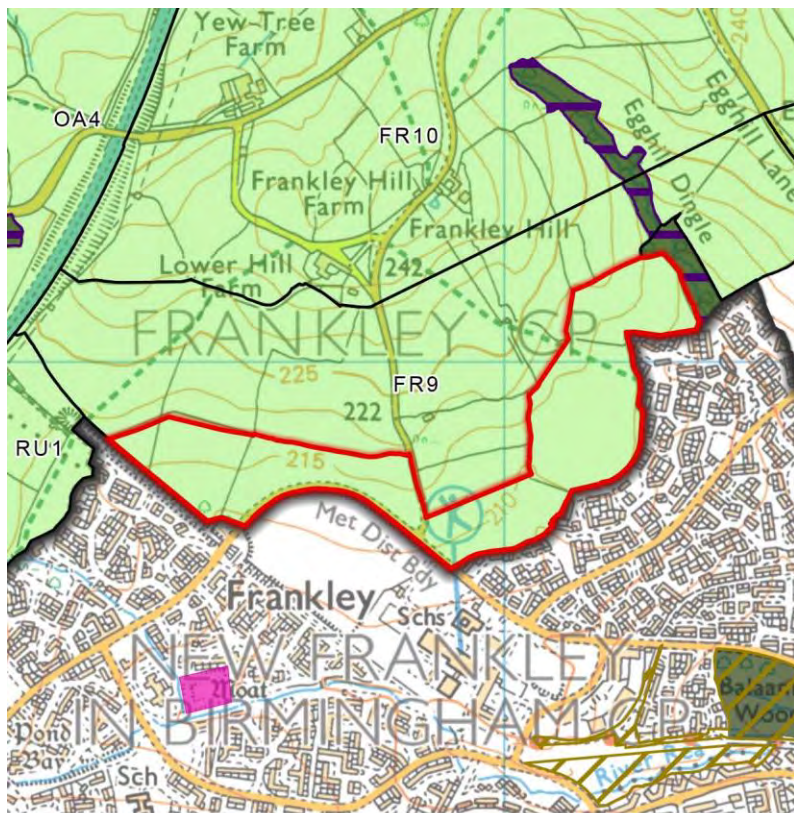 Yew-Tree
Farm
OA4
FR10
240
Egghill Lane
Egghill Dingle
Frankley Hill
Farm
Frankley Hill
Lower Hill
Farm
242
FRANKLEY CP
225
FR9
222
RU1
215
210
Met Dist Bdy
Frankley
Schs
NEW FRANKLEY
IN BIRMINGHAM CP
Moat
Balaam
Wood
Pond
Bay
River Rea
Sch